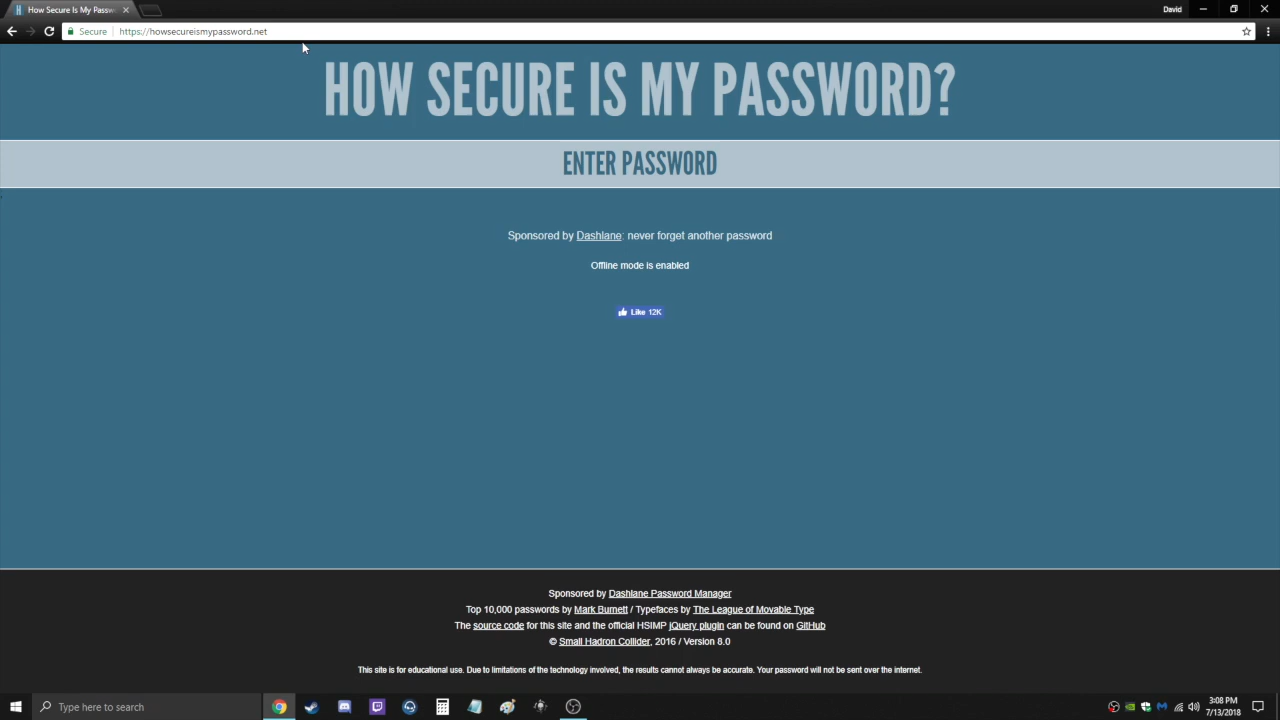 How Secure Is My Passw
David
Secure
https://howsecureismypassword.net
HOW SECURE IS MY PASSWORD?
ENTER PASSWORD
Sponsored by Dashlane: never forget another password
Offline mode is enabled
Like 12K
Sponsored by Dashlane Password Manager
Top 10,000 passwords by Mark Burnett / Typefaces by The League of Movable Type
The source code for this site and the official HSIMP jQuery plugin can be found on GitHub
© Small Hadron Collider, 2016 / Version 8.0
This site is for educational use. Due to limitations of the technology involved, the results cannot always be accurate. Your password will not be sent over the internet.
Type here to search
3:08 PM
7/13/2018